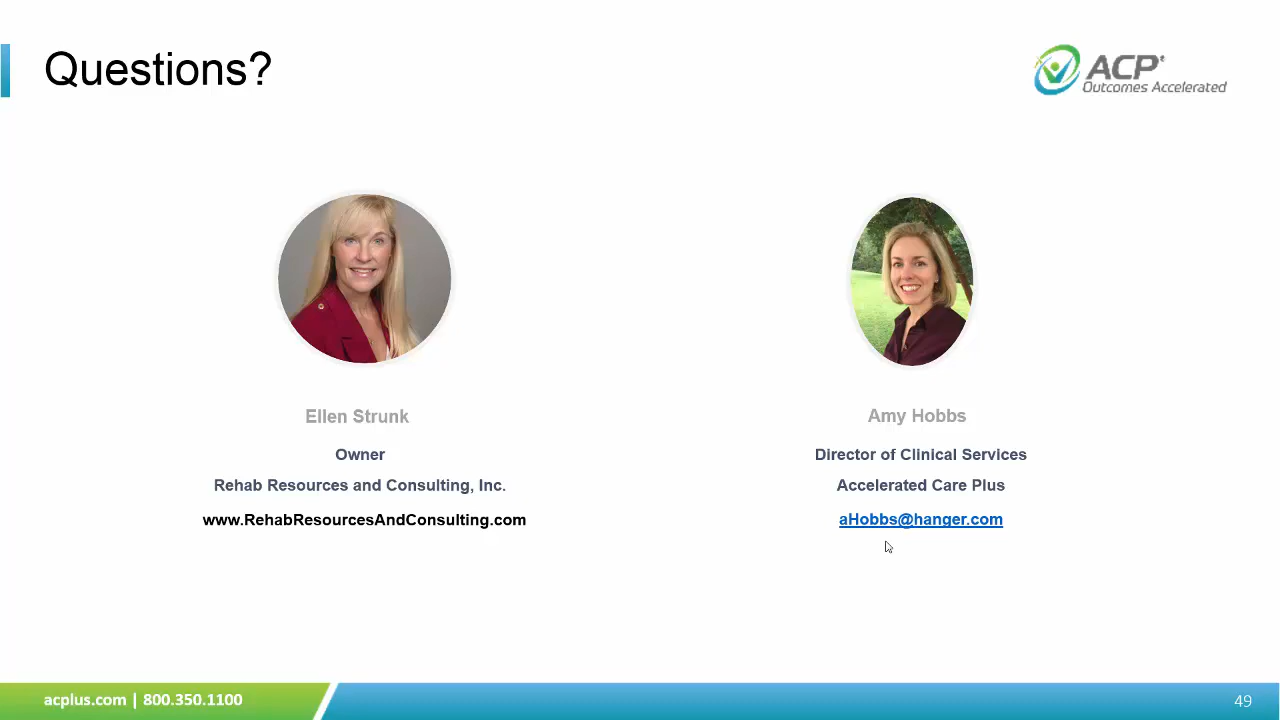 Questions?
ACP®
Outcomes Accelerated
Ellen Strunk
Owner
Rehab Resources and Consulting, Inc.
www.RehabResourcesAndConsulting.com
Amy Hobbs
Director of Clinical Services
Accelerated Care Plus
aHobbs@hanger.com
acplus.com | 800.350.1100
49